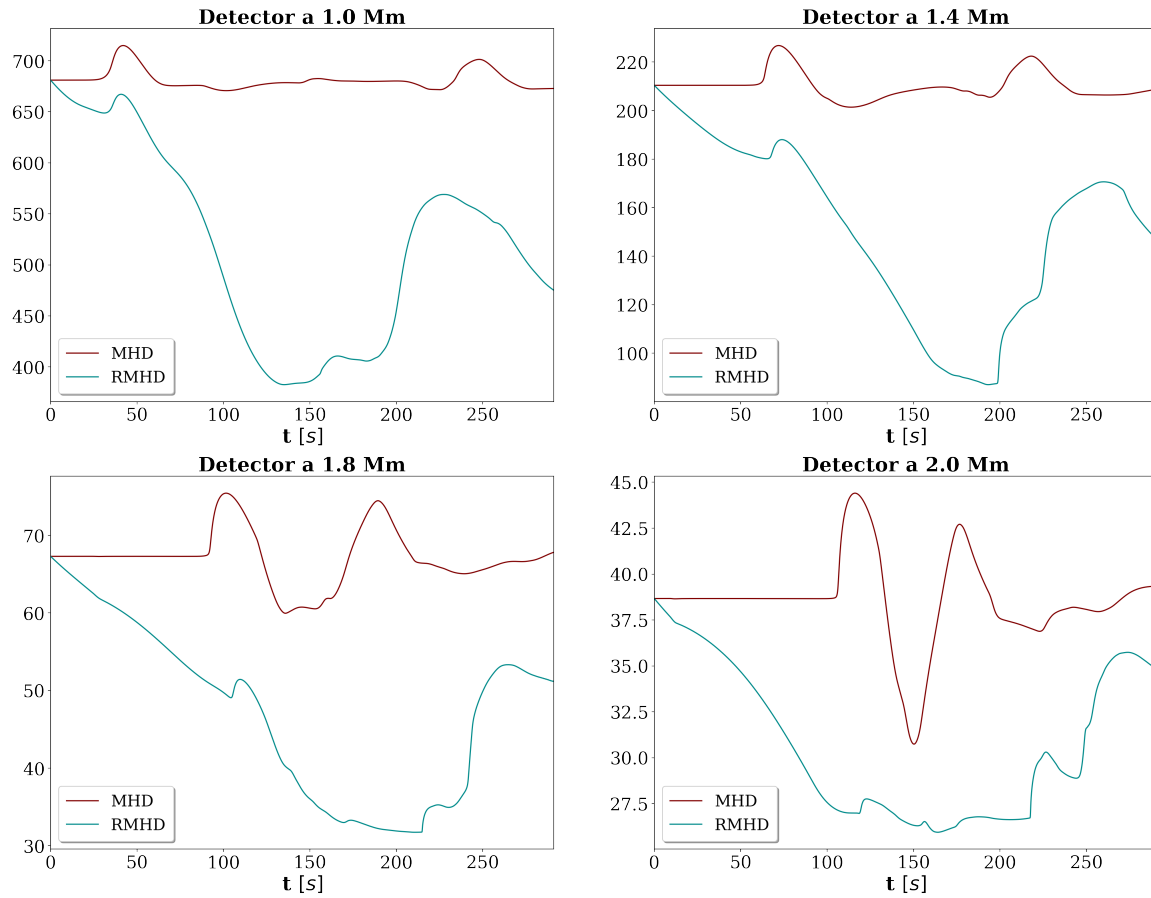 Detector a 1.0 Mm
700
650
600
550
500
450
400
MHD
RMHD
0 50 100 150 200 250
t [s]
Detector a 1.4 Mm
220
200
180
160
140
120
100
MHD
RMHD
0 50 100 150 200 250
t [s]
Detector a 1.8 Mm
70
60
50
40
30
MHD
RMHD
0 50 100 150 200 250
t [s]
Detector a 2.0 Mm
45.0
42.5
40.0
37.5
35.0
32.5
30.0
27.5
MHD
RMHD
0 50 100 150 200 250
t [s]